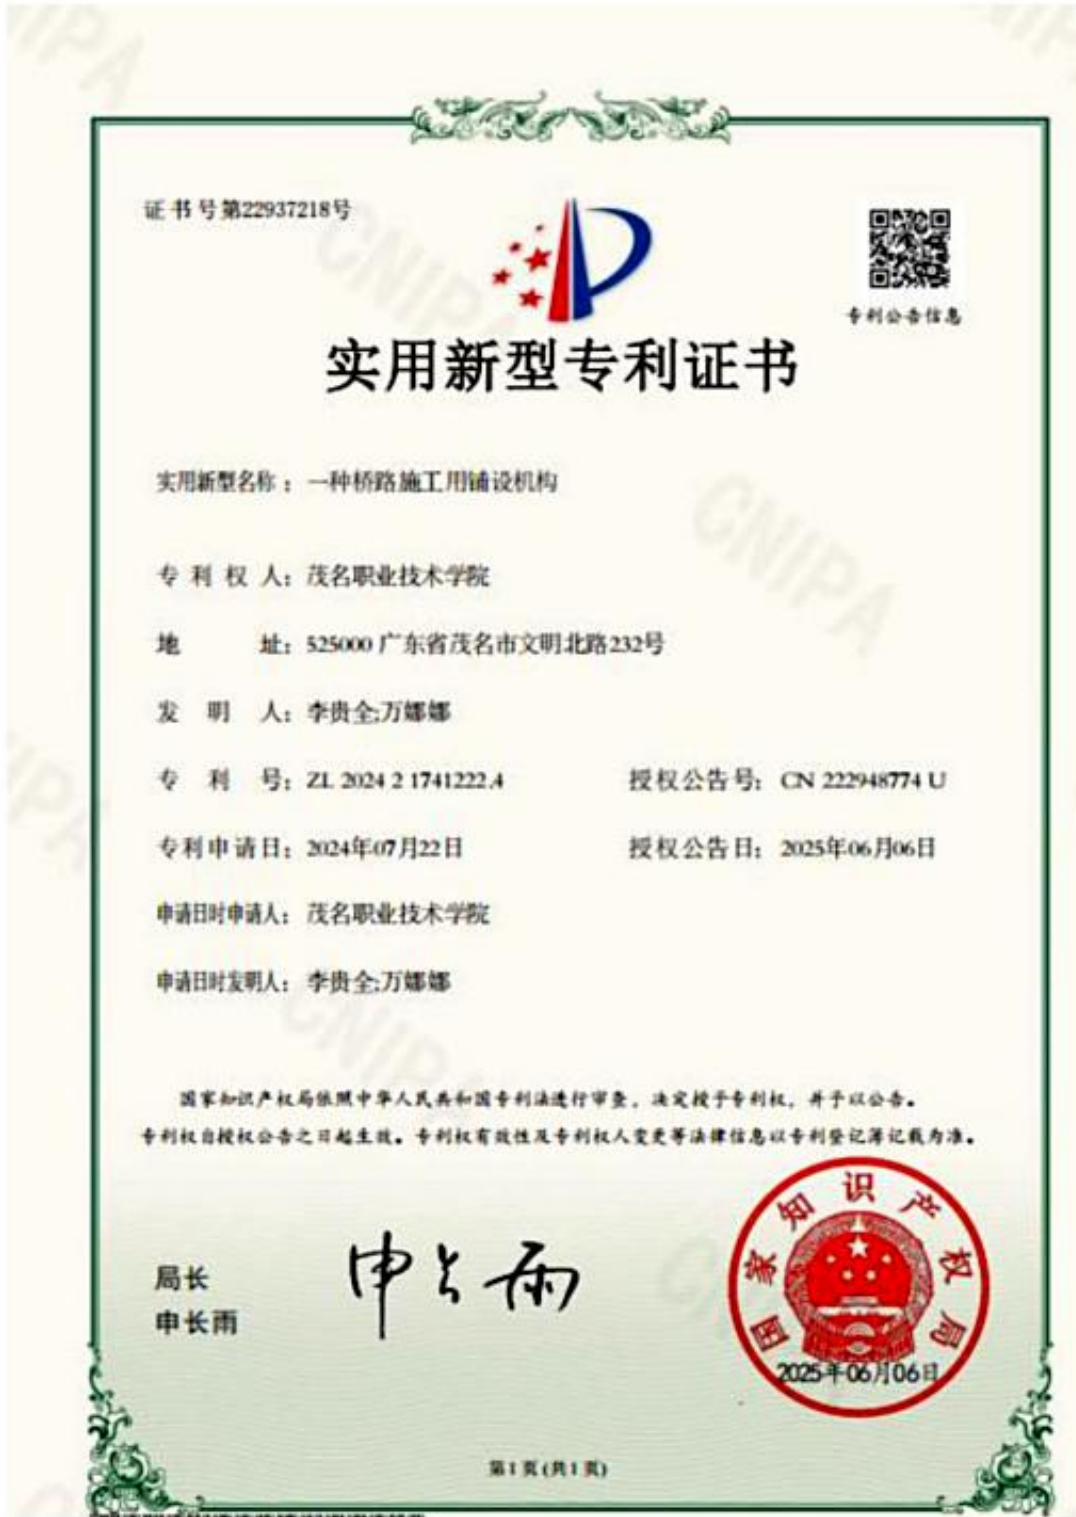 证书号第22937218号
专利公告信息
实用新型专利证书
实用新型名称：一种桥路施工用铺设机构
专利权人：茂名职业技术学院
地址：525000 广东省茂名市文明北路232号
发明人：李贵全;万娜娜
专利号：ZL 2024 2 1741222.4 授权公告号：CN 222948774 U
专利申请日：2024年07月22日 授权公告日：2025年06月06日
申请日时申请人：茂名职业技术学院
申请日时发明人：李贵全;万娜娜
国家知识产权局依照中华人民共和国专利法进行审查，决定授予专利权，并予以公告。
专利权自授权公告之日起生效。专利权有效性及专利权人变更等法律信息以专利登记簿记载为准。
局长
申长雨
申长雨
国家知识产权局
2025年06月06日
第1页(共1页)
CNIPA
CNIPA
CNIPA
CNIPA